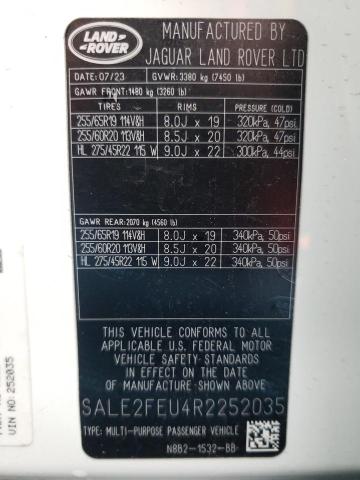 LAND
ROVER
MANUFACTURED BY
JAGUAR LAND ROVER LTD
DATE: 07/23 GVWR: 3380 kg (7450 lb)
GAWR FRONT: 1480 kg (3260 lb)
TIRES RIMS PRESSURE (COLD)
255/65R19 114V&H 8.0J x 19 320kPa, 47psi
255/60R20 113V&H 8.5J x 20 320kPa, 47psi
HL 275/45R22 115 W 9.0J x 22 300kPa, 44psi
GAWR REAR: 2070 kg (4560 lb)
255/65R19 114V&H 8.0J x 19 340kPa, 50psi
255/60R20 113V&H 8.5J x 20 340kPa, 50psi
HL 275/45R22 115 W 9.0J x 22 340kPa, 50psi
THIS VEHICLE CONFORMS TO ALL
APPLICABLE U.S. FEDERAL MOTOR
VEHICLE SAFETY STANDARDS
IN EFFECT ON THE DATE OF
MANUFACTURE SHOWN ABOVE
SALE2FEU4R2252035
TYPE: MULTI-PURPOSE PASSENGER VEHICLE
N8B2-1532-BB
VIN NO: 252035